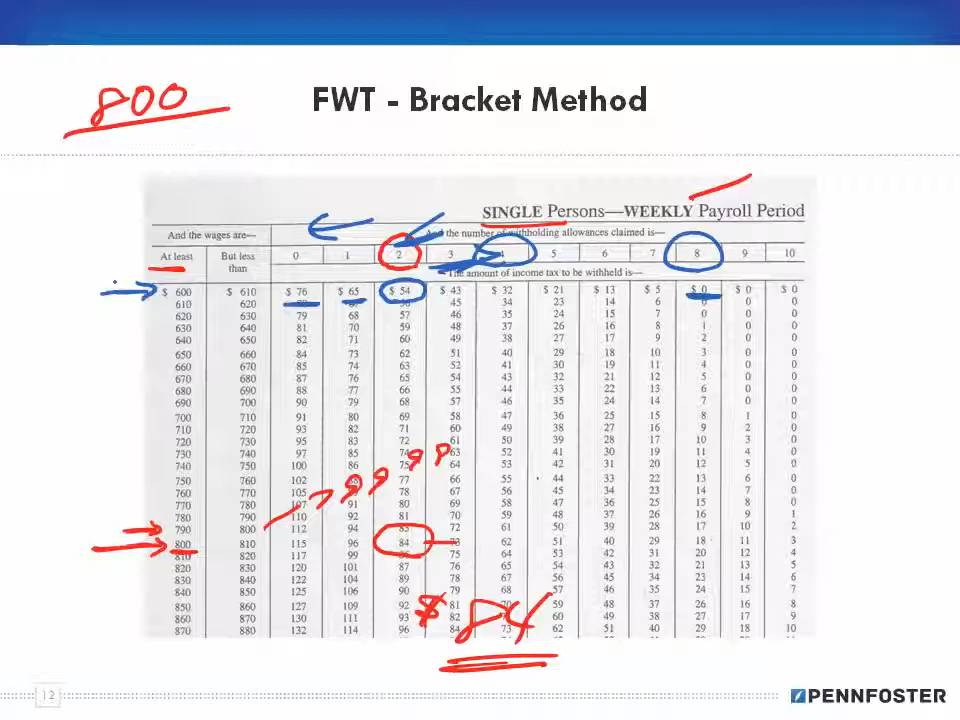 800
FWT - Bracket Method
SINGLE Persons—WEEKLY Payroll Period
And the wages are— And the number of withholding allowances claimed is—
At least But less than 0 1 2 3 4 5 6 7 8 9 10
The amount of income tax to be withheld is—
$ 600 $ 610 $ 76 $ 65 $ 54 $ 43 $ 32 $ 21 $ 13 $ 5 $ 0 $ 0 $ 0
610 620 45 34 23 14 6 0 0 0
620 630 79 68 57 46 35 24 15 7 0 0 0
630 640 81 70 59 48 37 26 16 8 1 0 0
640 650 82 71 60 49 38 27 17 9 2 0 0
650 660 84 73 62 51 40 29 18 10 3 0 0
660 670 85 74 63 52 41 30 19 11 4 0 0
670 680 87 76 65 54 43 32 21 12 5 0 0
680 690 88 77 66 55 44 33 22 13 6 0 0
690 700 90 79 68 57 46 35 24 14 7 0 0
700 710 91 80 69 58 47 36 25 15 8 1 0
710 720 93 82 71 60 49 38 27 16 9 2 0
720 730 95 83 72 61 50 39 28 17 10 3 0
730 740 97 85 74 63 52 41 30 19 11 4 0
740 750 100 86 75 64 53 42 31 20 12 5 0
750 760 102 77 66 55 44 33 22 13 6 0
760 770 105 78 67 56 45 34 23 14 7 0
770 780 107 91 80 69 58 47 36 25 15 8 0
780 790 110 92 81 70 59 48 37 26 16 9 1
790 800 112 94 83 72 61 50 39 28 17 10 2
800 810 115 96 84 73 62 51 40 29 18 11 3
810 820 117 99 86 75 64 53 42 31 20 12 4
820 830 120 101 87 76 65 54 43 32 21 13 5
830 840 122 104 89 78 67 56 45 34 23 14 6
840 850 125 106 90 79 68 57 46 35 24 15 7
850 860 127 109 92 81 70 59 48 37 26 16 8
860 870 130 111 93 82 60 49 38 27 17 9
870 880 132 114 96 84 73 62 51 40 29 18 10
$ 84
12
PENNFOSTER